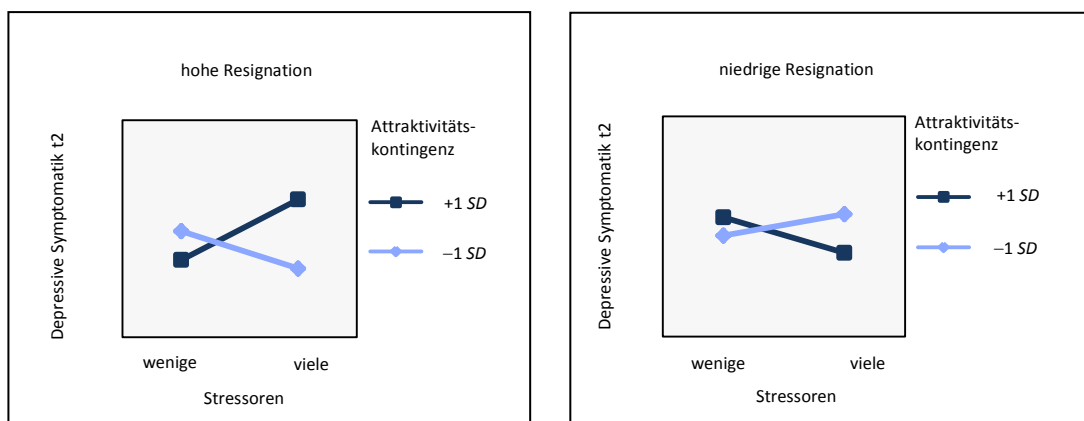 hohe Resignation
Depressive Symptomatik t2
Attraktivitäts-
kontingenz
+1 SD
−1 SD
wenige
viele
Stressoren
niedrige Resignation
Depressive Symptomatik t2
Attraktivitäts-
kontingenz
+1 SD
−1 SD
wenige
viele
Stressoren